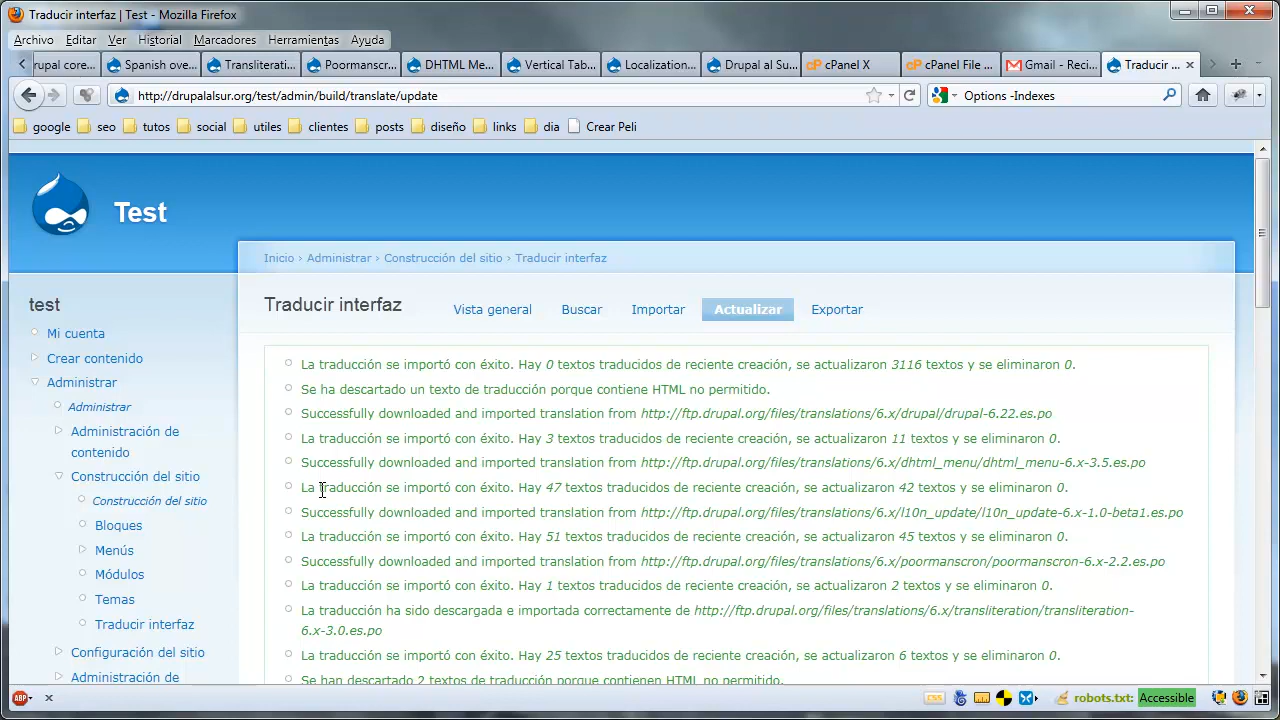 Traducir interfaz | Test - Mozilla Firefox
Archivo Editar Ver Historial Marcadores Herramientas Ayuda
rupal core... Spanish ove... Transliterati... Poormanscr... DHTML Me... Vertical Tab... Localization... Drupal al Su... cPanel X cPanel File ... Gmail - Reci... Traducir ...
http://drupalalsur.org/test/admin/build/translate/update Options -Indexes
google seo tutos social utiles clientes posts diseño links dia Crear Peli
Test
Inicio › Administrar › Construcción del sitio › Traducir interfaz
test
Traducir interfaz Vista general Buscar Importar Actualizar Exportar
Mi cuenta
Crear contenido
Administrar
Administrar
Administración de
contenido
Construcción del sitio
Construcción del sitio
Bloques
Menús
Módulos
Temas
Traducir interfaz
Configuración del sitio
Administración de
La traducción se importó con éxito. Hay 0 textos traducidos de reciente creación, se actualizaron 3116 textos y se eliminaron 0.
Se ha descartado un texto de traducción porque contiene HTML no permitido.
Successfully downloaded and imported translation from http://ftp.drupal.org/files/translations/6.x/drupal/drupal-6.22.es.po
La traducción se importó con éxito. Hay 3 textos traducidos de reciente creación, se actualizaron 11 textos y se eliminaron 0.
Successfully downloaded and imported translation from http://ftp.drupal.org/files/translations/6.x/dhtml_menu/dhtml_menu-6.x-3.5.es.po
La traducción se importó con éxito. Hay 47 textos traducidos de reciente creación, se actualizaron 42 textos y se eliminaron 0.
Successfully downloaded and imported translation from http://ftp.drupal.org/files/translations/6.x/l10n_update/l10n_update-6.x-1.0-beta1.es.po
La traducción se importó con éxito. Hay 51 textos traducidos de reciente creación, se actualizaron 45 textos y se eliminaron 0.
Successfully downloaded and imported translation from http://ftp.drupal.org/files/translations/6.x/poormanscron/poormanscron-6.x-2.2.es.po
La traducción se importó con éxito. Hay 1 textos traducidos de reciente creación, se actualizaron 2 textos y se eliminaron 0.
La traducción ha sido descargada e importada correctamente de http://ftp.drupal.org/files/translations/6.x/transliteration/transliteration-
6.x-3.0.es.po
La traducción se importó con éxito. Hay 25 textos traducidos de reciente creación, se actualizaron 6 textos y se eliminaron 0.
Se han descartado 2 textos de traducción porque contienen HTML no permitido.
ABP CSS robots.txt: Accessible